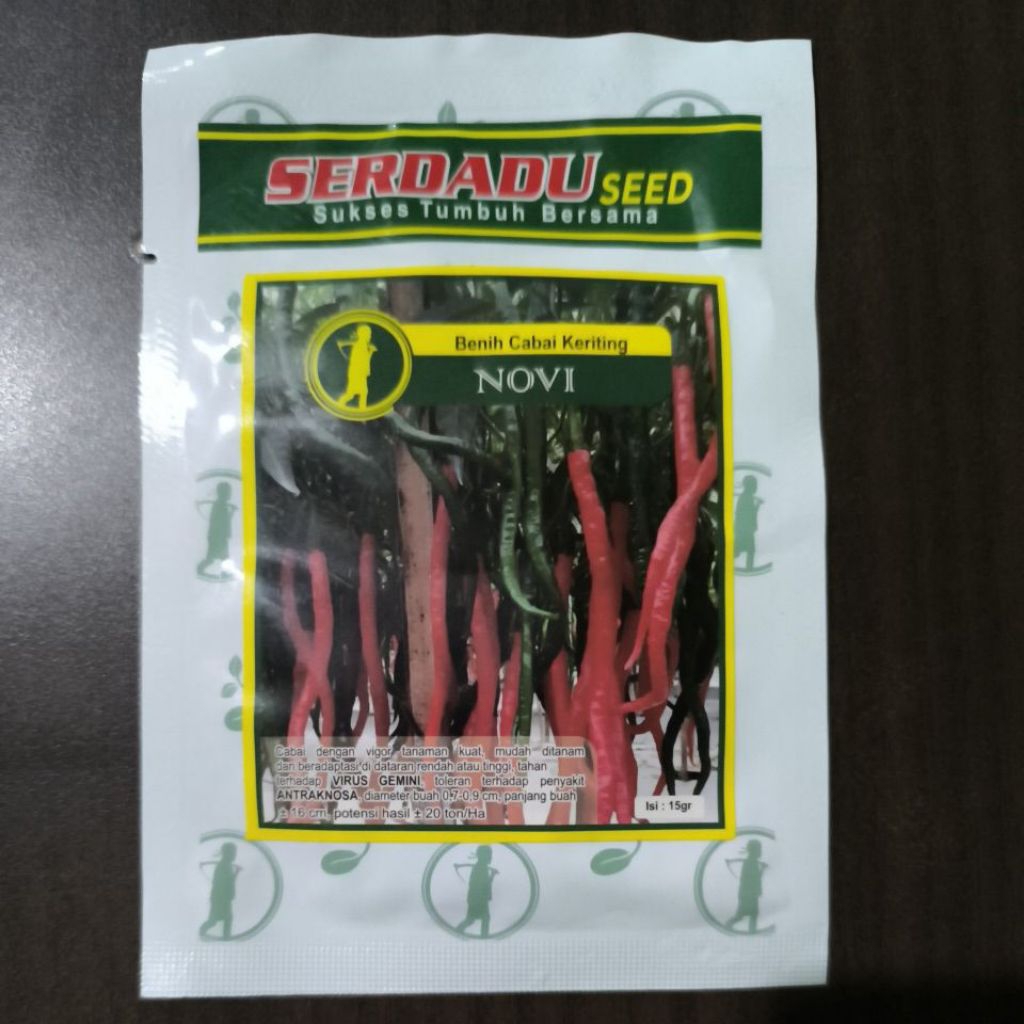 SERDADU SEED
Sukses Tumbuh Bersama
Benih Cabai Keriting
NOVI
Cabai dengan vigor tanaman kuat, mudah ditanam
dan beradaptasi di dataran rendah atau tinggi, tahan
terhadap VIRUS GEMINI, toleran terhadap penyakit
ANTRAKNOSA, diameter buah 0,7-0,9 cm, panjang buah
± 16 cm, potensi hasil ± 20 ton/Ha
Isi : 15gr